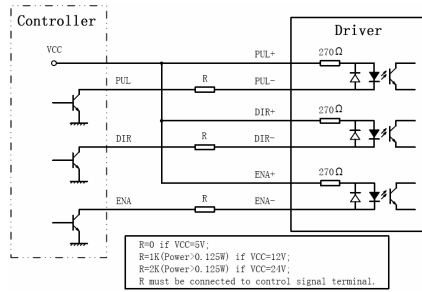 Controller
Driver
VCC
PUL+
270Ω
PUL
R
PUL-
DIR+
270Ω
DIR
R
DIR-
ENA+
270Ω
ENA
R
ENA-
R=0 if VCC=5V;
R=1K(Power>0.125W) if VCC=12V;
R=2K(Power>0.125W) if VCC=24V;
R must be connected to control signal terminal.